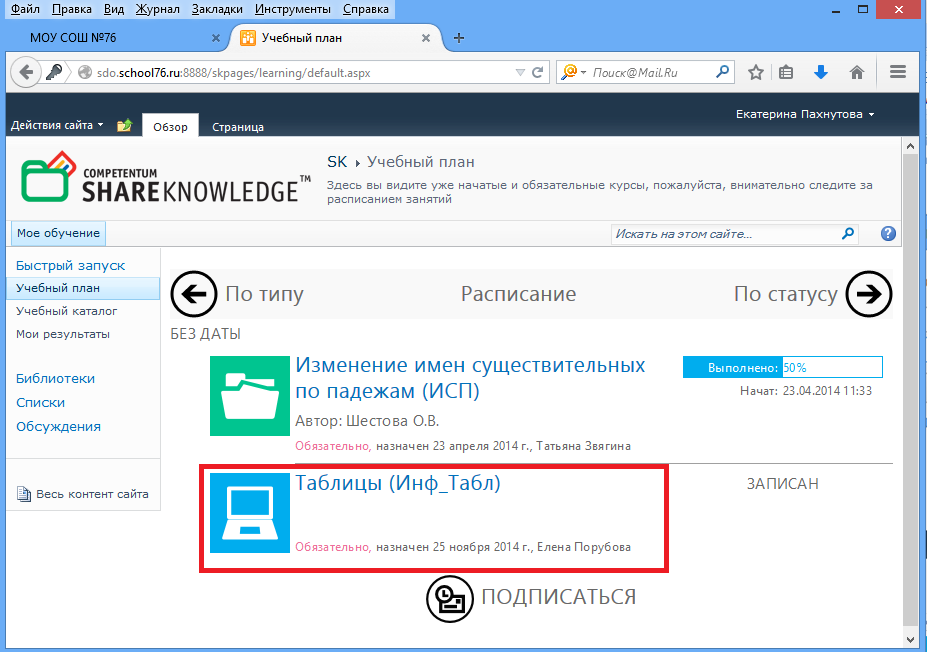 Файл Правка Вид Журнал Закладки Инструменты Справка
МОУ СОШ №76
Учебный план
sdo.school76.ru:8888/skpages/learning/default.aspx
Поиск@Mail.Ru
Екатерина Пахнутова
Действия сайта
Обзор
Страница
COMPETENTUM
SHAREKNOWLEDGE™
SK ▸ Учебный план
Здесь вы видите уже начатые и обязательные курсы, пожалуйста, внимательно следите за
расписанием занятий
Мое обучение
Искать на этом сайте...
Быстрый запуск
Учебный план
Учебный каталог
Мои результаты
Библиотеки
Списки
Обсуждения
Весь контент сайта
По типу
Расписание
По статусу
БЕЗ ДАТЫ
Изменение имен существительных
по падежам (ИСП)
Автор: Шестова О.В.
Обязательно, назначен 23 апреля 2014 г., Татьяна Звягина
Выполнено: 50%
Начат: 23.04.2014 11:33
Таблицы (Инф_Табл)
Обязательно, назначен 25 ноября 2014 г., Елена Порубова
ЗАПИСАН
ПОДПИСАТЬСЯ